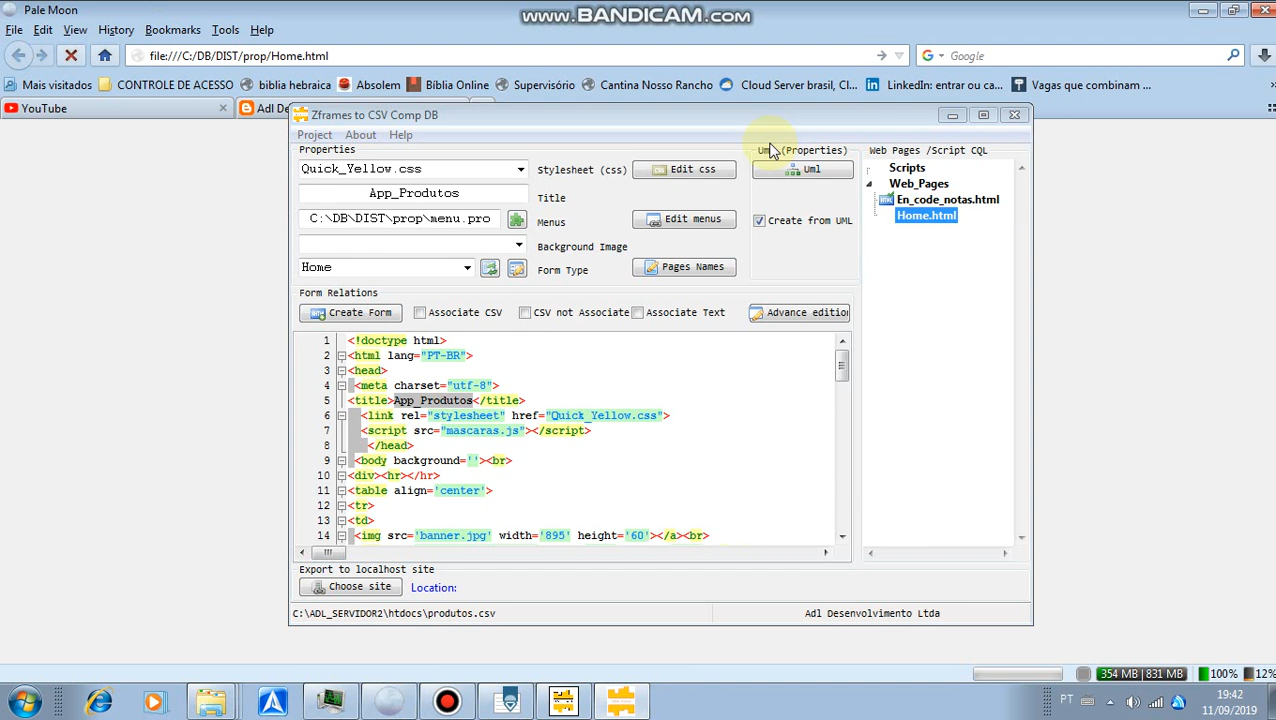 Pale Moon
www.BANDICAM.com
File Edit View History Bookmarks Tools Help
file:///C:/DB/DIST/prop/Home.html
Google
Mais visitados CONTROLE DE ACESSO biblia hebrica Absolem Bíblia Online Supervisório Cantina Nosso Rancho Cloud Server brasil, C... LinkedIn: entrar ou ca... Vagas que combinam ...
YouTube
Adl De
Zframes to CSV Comp DB
Project About Help
Properties
Uml (Properties)
Web Pages /Script CQL
Quick_Yellow.css Stylesheet (css) Edit css Uml
Scripts
Web_Pages
App_Produtos Title
En_code_notas.html
C:\DB\DIST\prop\menu.pro Menus Edit menus Create from UML
Home.html
Background Image
Home Form Type Pages Names
Form Relations
Create Form Associate CSV CSV not Associate Associate Text Advance edition
1 <!doctype html>
2 <html lang="PT-BR">
3 <head>
4 <meta charset="utf-8">
5 <title>App_Produtos</title>
6 <link rel="stylesheet" href="Quick_Yellow.css">
7 <script src="mascaras.js"></script>
8 </head>
9 <body background=''><br>
10 <div><hr></hr>
11 <table align='center'>
12 <tr>
13 <td>
14 <img src='banner.jpg' width='895' height='60'></a><br>
Export to localhost site
Choose site Location:
C:\ADL_SERVIDOR2\htdocs\produtos.csv Adl Desenvolvimento Ltda
354 MB | 831 MB 100% 12%
PT
19:42
11/09/2019